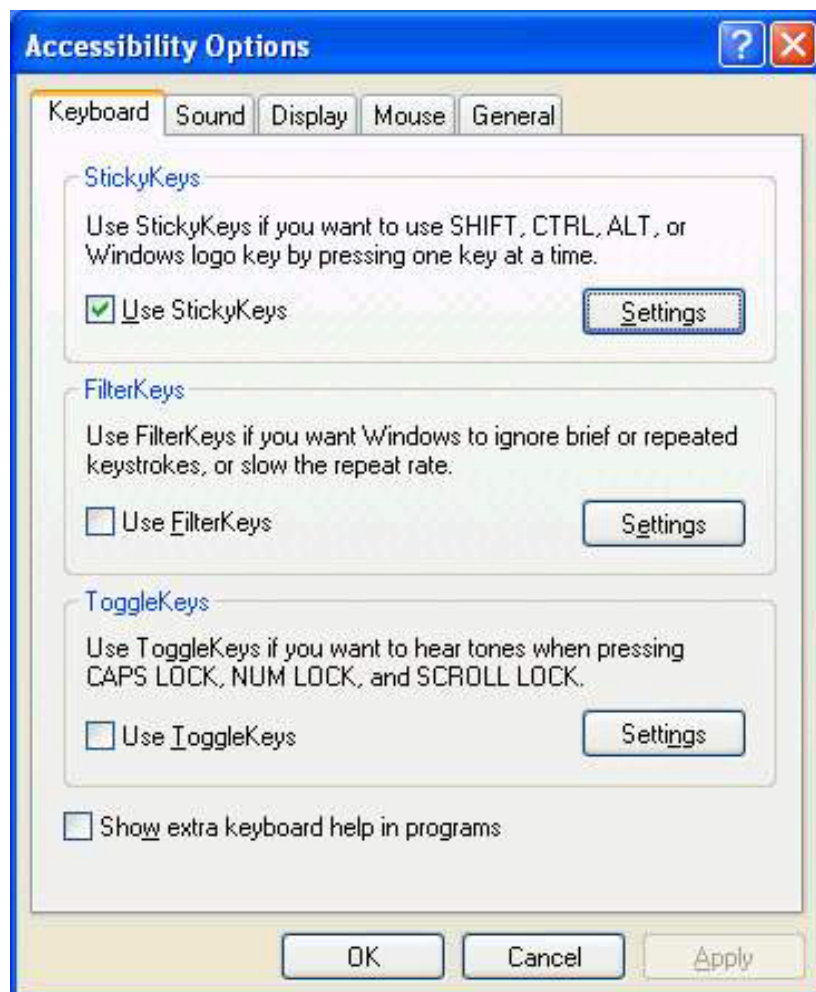 Accessibility Options
Keyboard Sound Display Mouse General
StickyKeys
Use StickyKeys if you want to use SHIFT, CTRL, ALT, or
Windows logo key by pressing one key at a time.
Use StickyKeys Settings
FilterKeys
Use FilterKeys if you want Windows to ignore brief or repeated
keystrokes, or slow the repeat rate.
Use FilterKeys Settings
ToggleKeys
Use ToggleKeys if you want to hear tones when pressing
CAPS LOCK, NUM LOCK, and SCROLL LOCK.
Use ToggleKeys Settings
Show extra keyboard help in programs
OK Cancel Apply